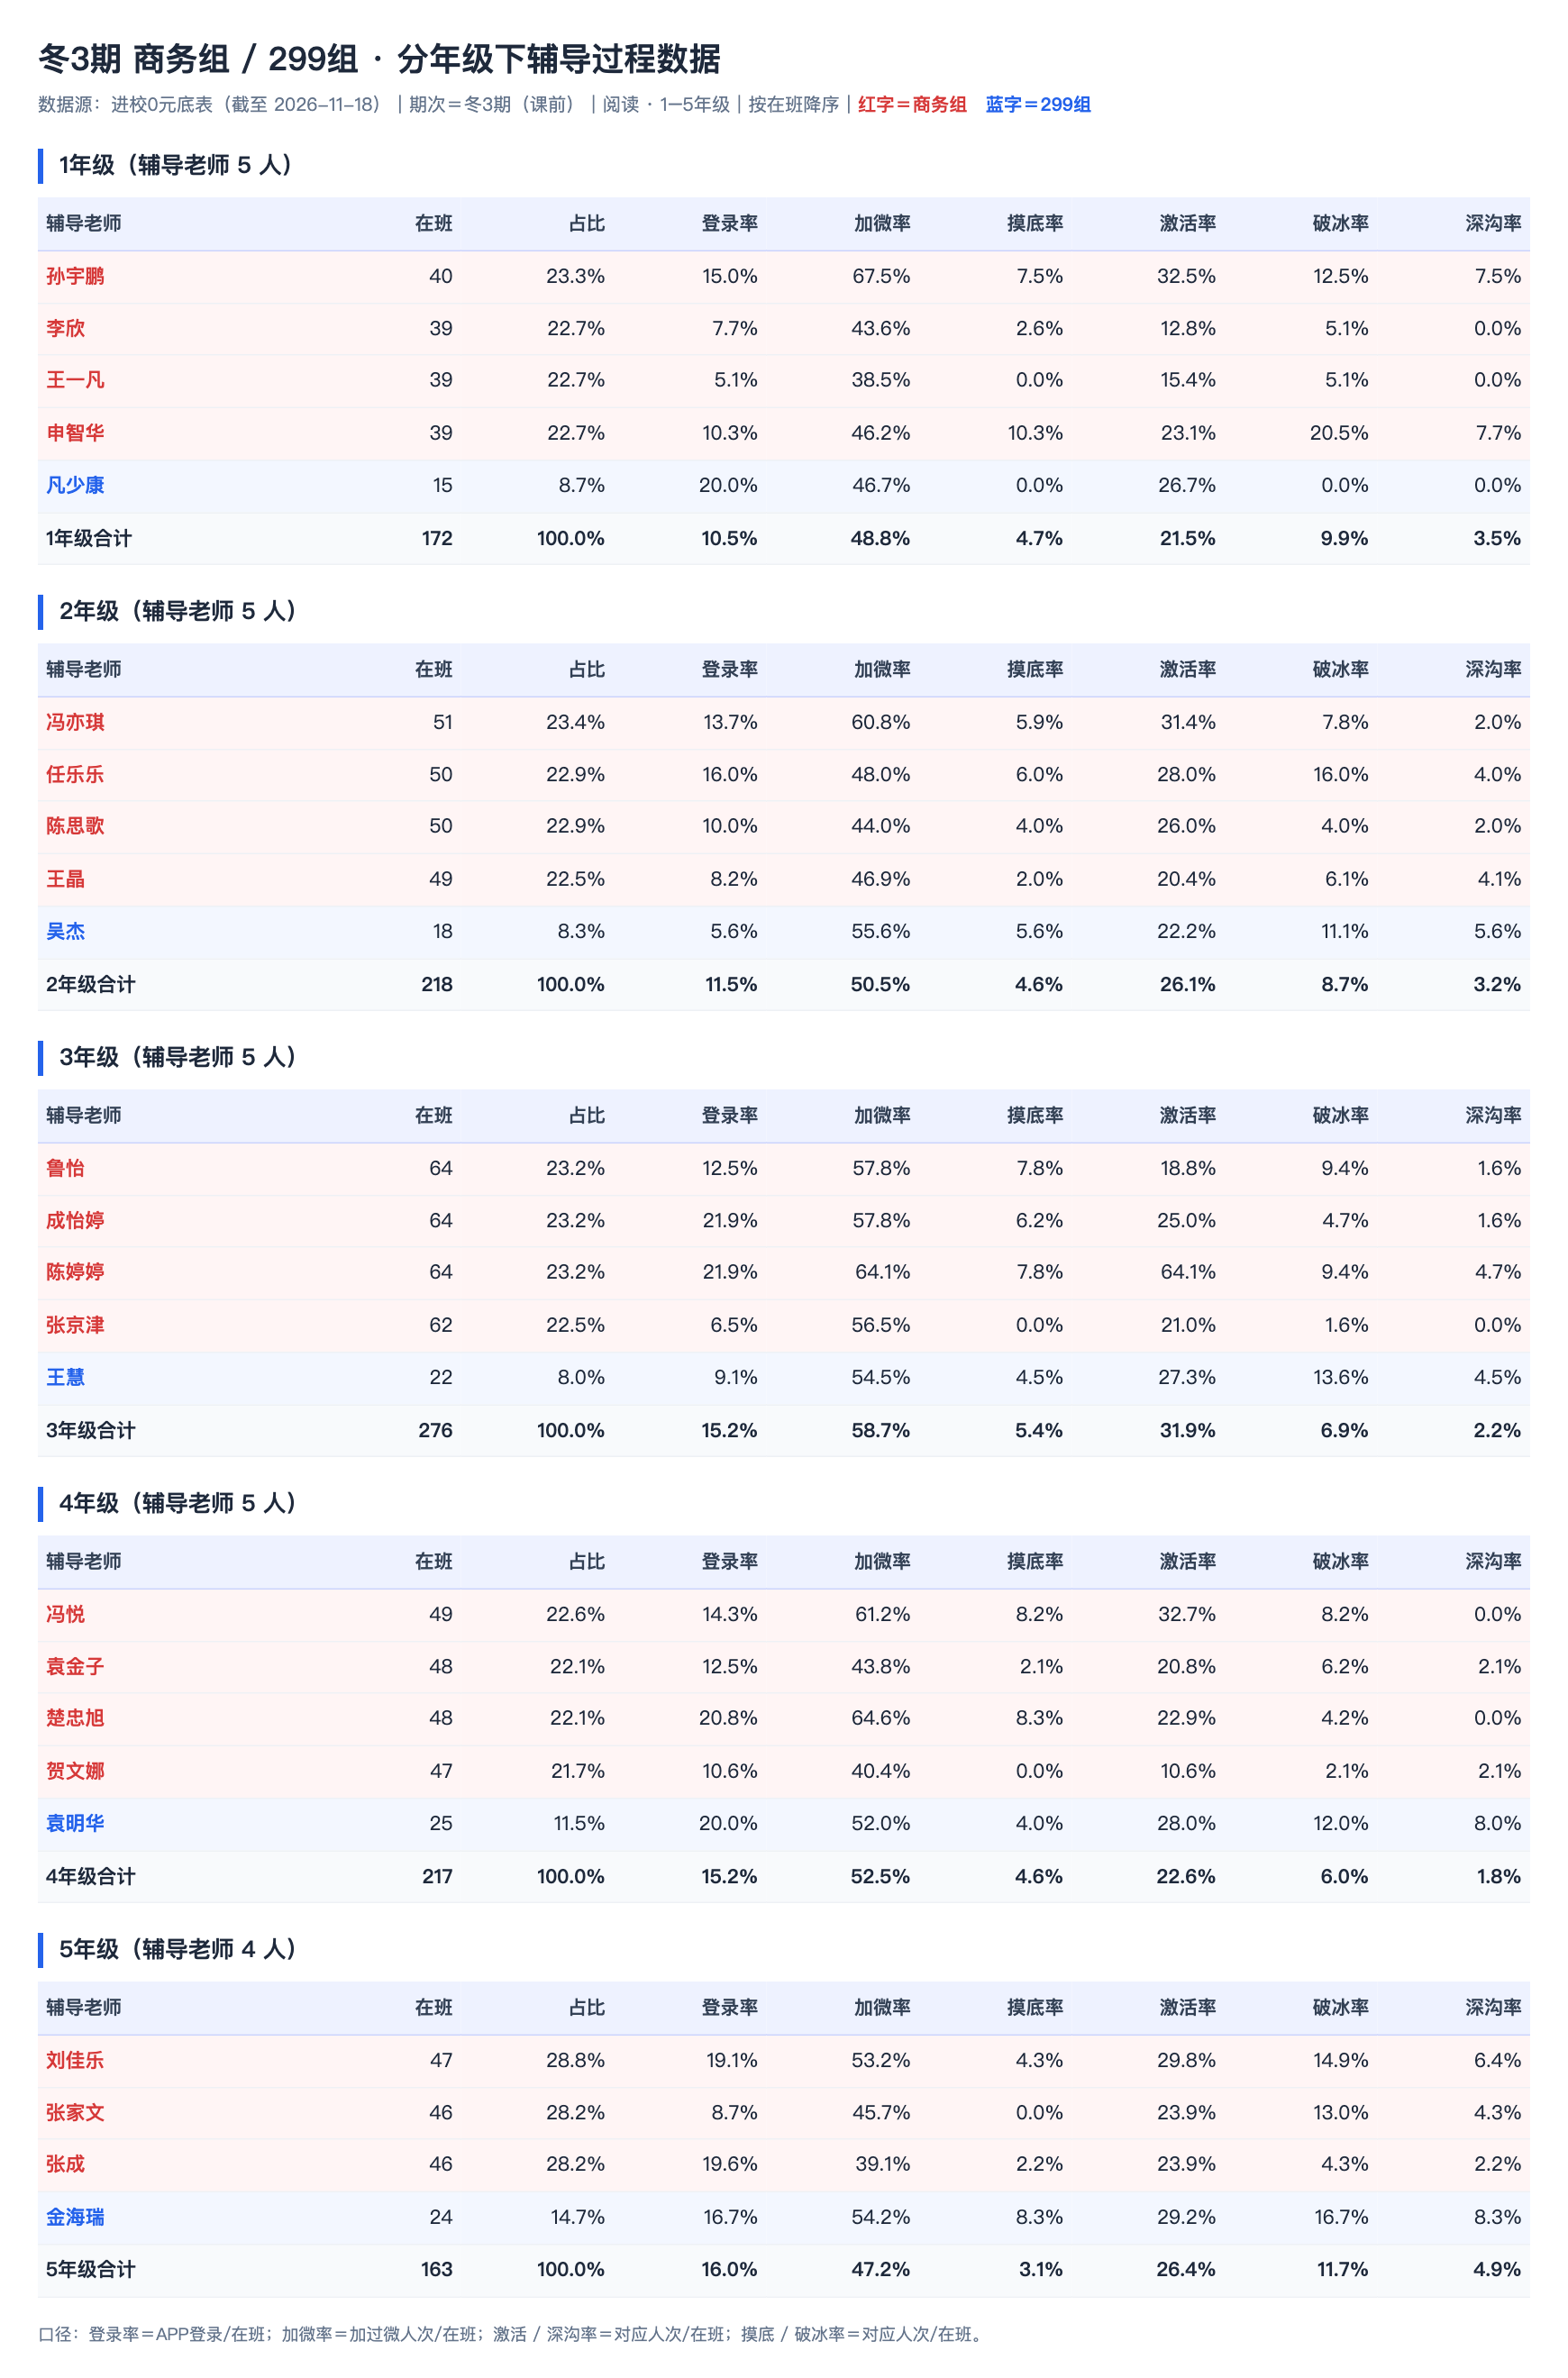 冬3期 商务组 / 299组 · 分年级下辅导过程数据
数据源：进校0元底表（截至 2026-11-18）｜期次＝冬3期（课前）｜阅读 · 1—5年级｜按在班降序｜红字＝商务组 蓝字＝299组
1年级（辅导老师 5 人）
辅导老师 在班 占比 登录率 加微率 摸底率 激活率 破冰率 深沟率
孙宇鹏 40 23.3% 15.0% 67.5% 7.5% 32.5% 12.5% 7.5%
李欣 39 22.7% 7.7% 43.6% 2.6% 12.8% 5.1% 0.0%
王一凡 39 22.7% 5.1% 38.5% 0.0% 15.4% 5.1% 0.0%
申智华 39 22.7% 10.3% 46.2% 10.3% 23.1% 20.5% 7.7%
凡少康 15 8.7% 20.0% 46.7% 0.0% 26.7% 0.0% 0.0%
1年级合计 172 100.0% 10.5% 48.8% 4.7% 21.5% 9.9% 3.5%
2年级（辅导老师 5 人）
辅导老师 在班 占比 登录率 加微率 摸底率 激活率 破冰率 深沟率
冯亦琪 51 23.4% 13.7% 60.8% 5.9% 31.4% 7.8% 2.0%
任乐乐 50 22.9% 16.0% 48.0% 6.0% 28.0% 16.0% 4.0%
陈思歌 50 22.9% 10.0% 44.0% 4.0% 26.0% 4.0% 2.0%
王晶 49 22.5% 8.2% 46.9% 2.0% 20.4% 6.1% 4.1%
吴杰 18 8.3% 5.6% 55.6% 5.6% 22.2% 11.1% 5.6%
2年级合计 218 100.0% 11.5% 50.5% 4.6% 26.1% 8.7% 3.2%
3年级（辅导老师 5 人）
辅导老师 在班 占比 登录率 加微率 摸底率 激活率 破冰率 深沟率
鲁怡 64 23.2% 12.5% 57.8% 7.8% 18.8% 9.4% 1.6%
成怡婷 64 23.2% 21.9% 57.8% 6.2% 25.0% 4.7% 1.6%
陈婷婷 64 23.2% 21.9% 64.1% 7.8% 64.1% 9.4% 4.7%
张京津 62 22.5% 6.5% 56.5% 0.0% 21.0% 1.6% 0.0%
王慧 22 8.0% 9.1% 54.5% 4.5% 27.3% 13.6% 4.5%
3年级合计 276 100.0% 15.2% 58.7% 5.4% 31.9% 6.9% 2.2%
4年级（辅导老师 5 人）
辅导老师 在班 占比 登录率 加微率 摸底率 激活率 破冰率 深沟率
冯悦 49 22.6% 14.3% 61.2% 8.2% 32.7% 8.2% 0.0%
袁金子 48 22.1% 12.5% 43.8% 2.1% 20.8% 6.2% 2.1%
楚忠旭 48 22.1% 20.8% 64.6% 8.3% 22.9% 4.2% 0.0%
贺文娜 47 21.7% 10.6% 40.4% 0.0% 10.6% 2.1% 2.1%
袁明华 25 11.5% 20.0% 52.0% 4.0% 28.0% 12.0% 8.0%
4年级合计 217 100.0% 15.2% 52.5% 4.6% 22.6% 6.0% 1.8%
5年级（辅导老师 4 人）
辅导老师 在班 占比 登录率 加微率 摸底率 激活率 破冰率 深沟率
刘佳乐 47 28.8% 19.1% 53.2% 4.3% 29.8% 14.9% 6.4%
张家文 46 28.2% 8.7% 45.7% 0.0% 23.9% 13.0% 4.3%
张成 46 28.2% 19.6% 39.1% 2.2% 23.9% 4.3% 2.2%
金海瑞 24 14.7% 16.7% 54.2% 8.3% 29.2% 16.7% 8.3%
5年级合计 163 100.0% 16.0% 47.2% 3.1% 26.4% 11.7% 4.9%
口径：登录率＝APP登录/在班；加微率＝加过微人次/在班；激活 / 深沟率＝对应人次/在班；摸底 / 破冰率＝对应人次/在班。